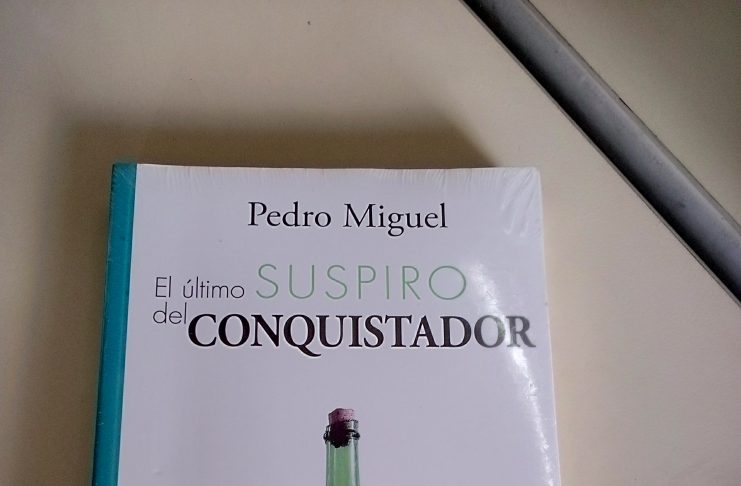 Pedro Miguel
El último SUSPIRO
del CONQUISTADOR